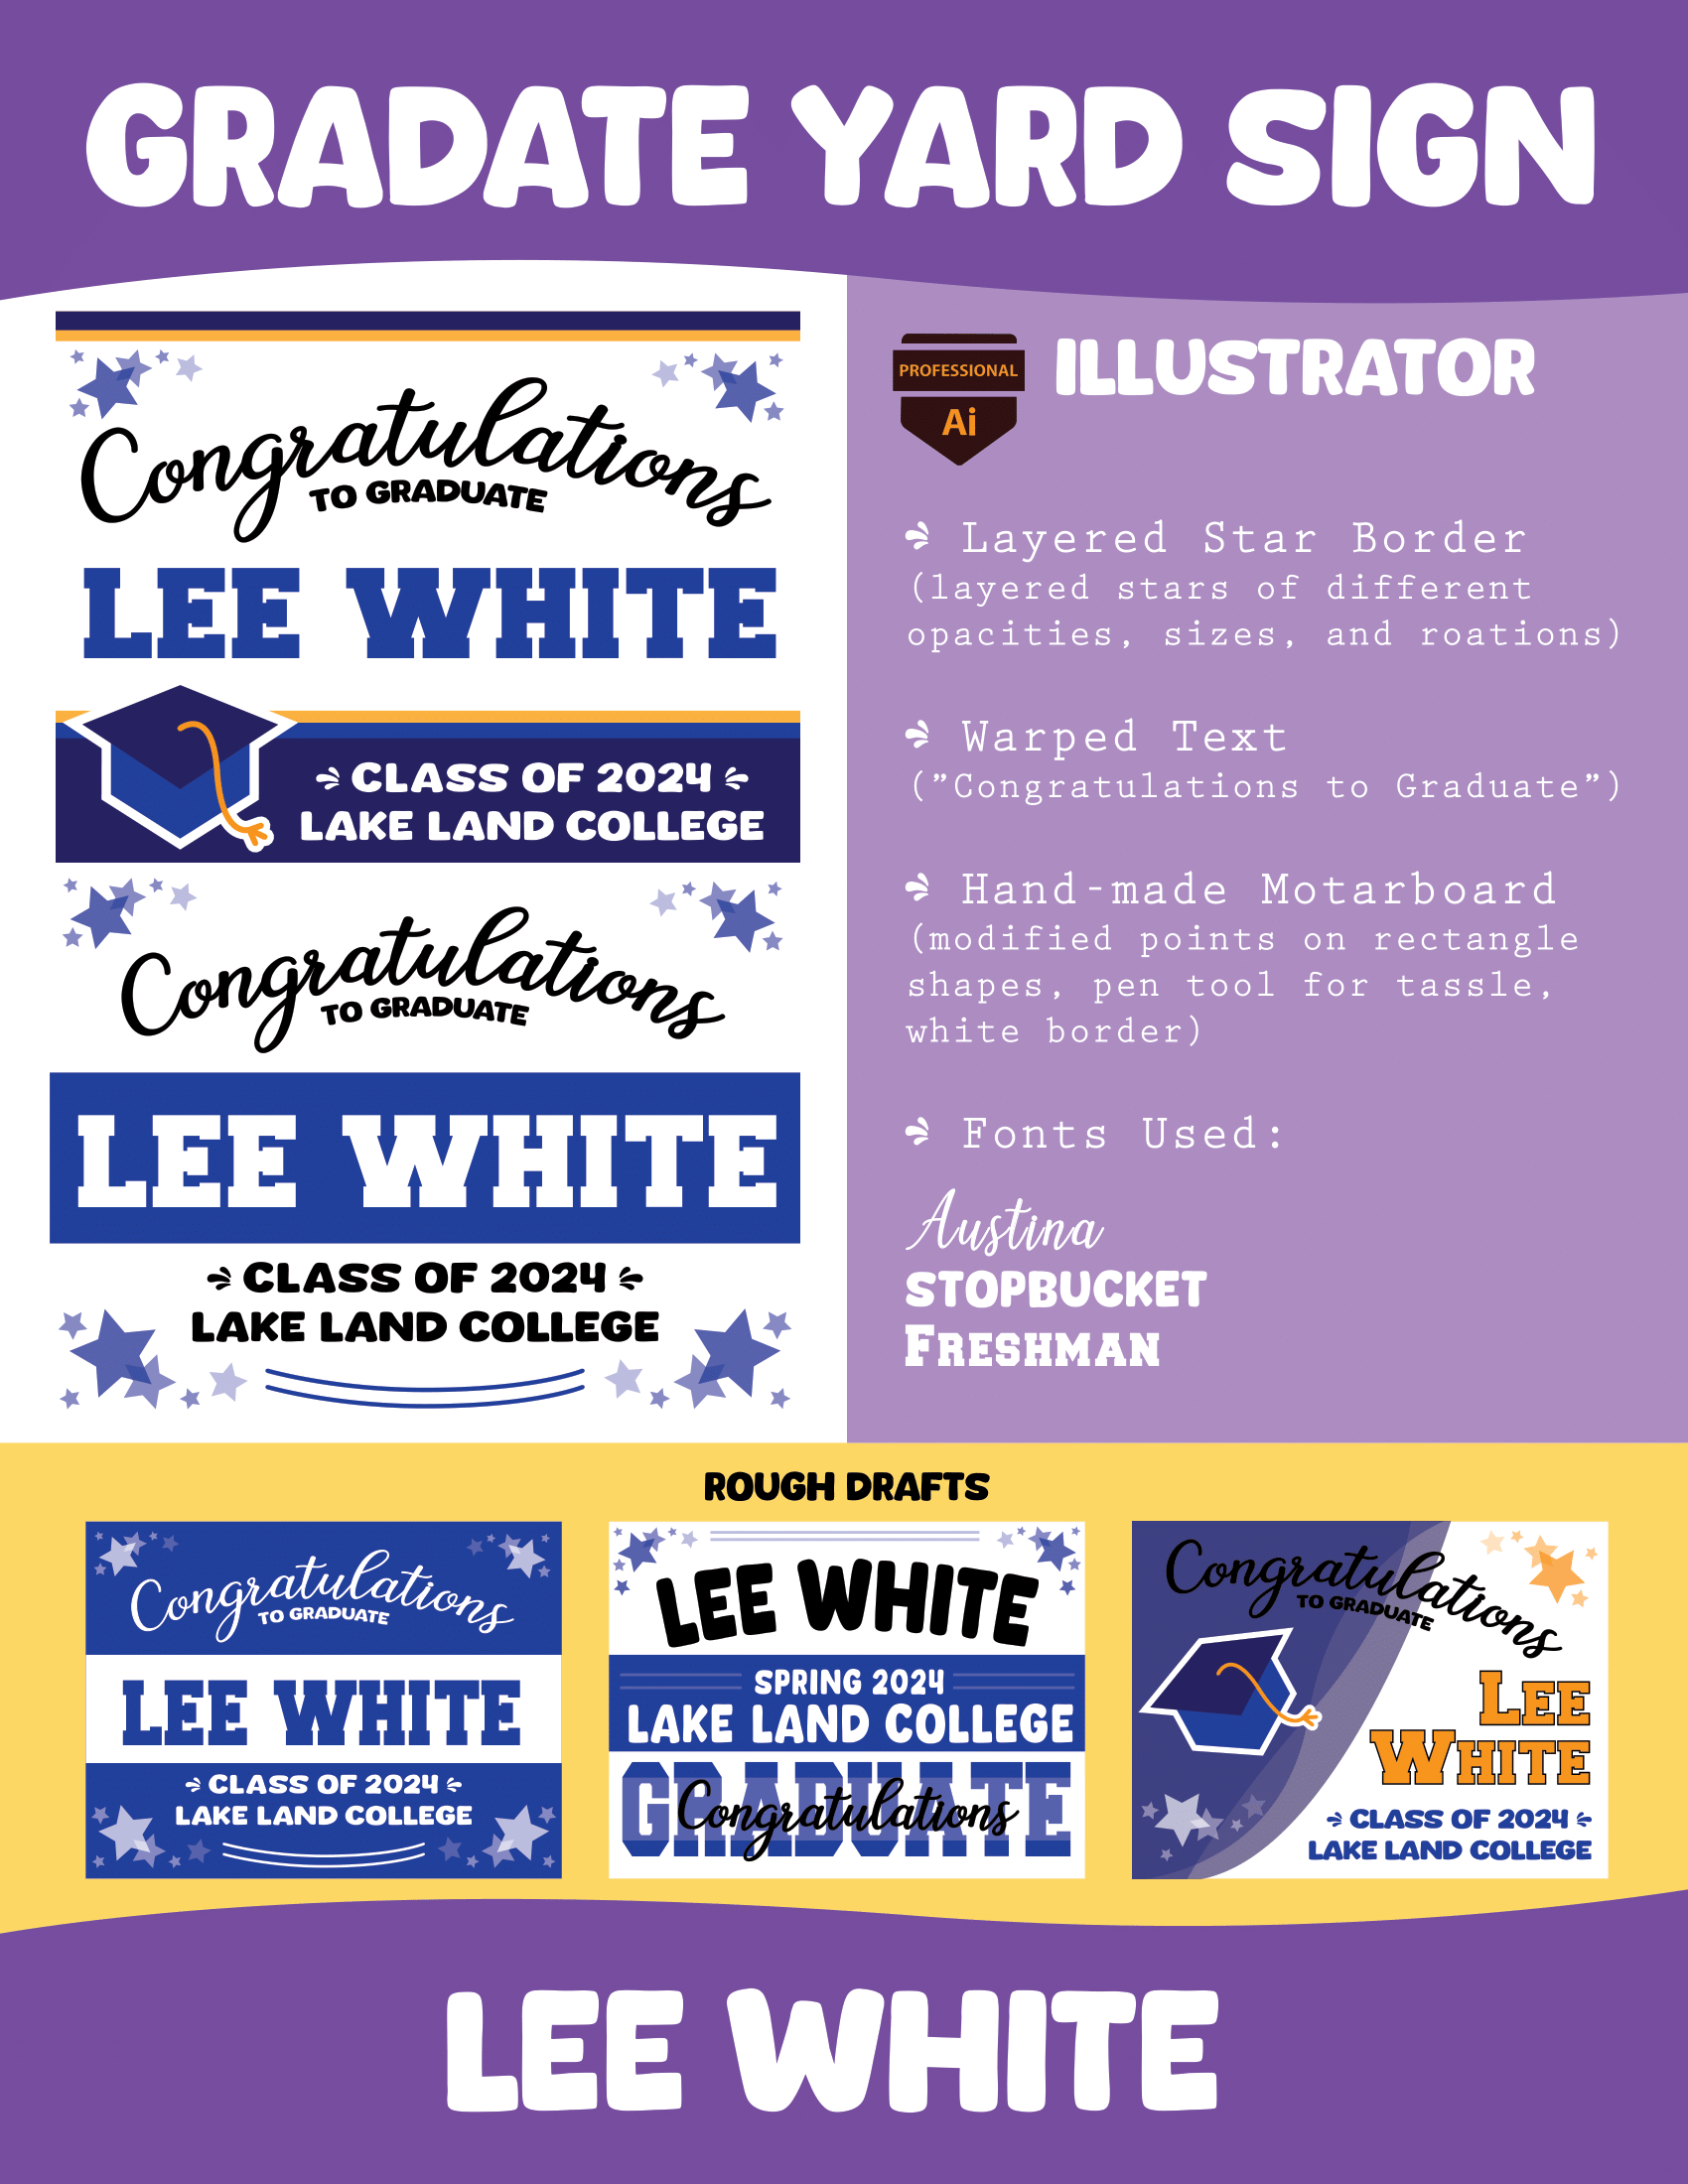 GRADATE YARD SIGN
Congratulations
TO GRADUATE
LEE WHITE
CLASS OF 2024
LAKE LAND COLLEGE
Congratulations
TO GRADUATE
LEE WHITE
CLASS OF 2024
LAKE LAND COLLEGE
PROFESSIONAL
Ai
ILLUSTRATOR
Layered Star Border
(layered stars of different
opacities, sizes, and roations)
Warped Text
("Congratulations to Graduate")
Hand-made Motarboard
(modified points on rectangle
shapes, pen tool for tassle,
white border)
Fonts Used:
Austina
STOPBUCKET
FRESHMAN
ROUGH DRAFTS
Congratulations
TO GRADUATE
LEE WHITE
CLASS OF 2024
LAKE LAND COLLEGE
LEE WHITE
SPRING 2024
LAKE LAND COLLEGE
GRADUATE
Congratulations
Congratulations
TO GRADUATE
LEE
WHITE
CLASS OF 2024
LAKE LAND COLLEGE
LEE WHITE